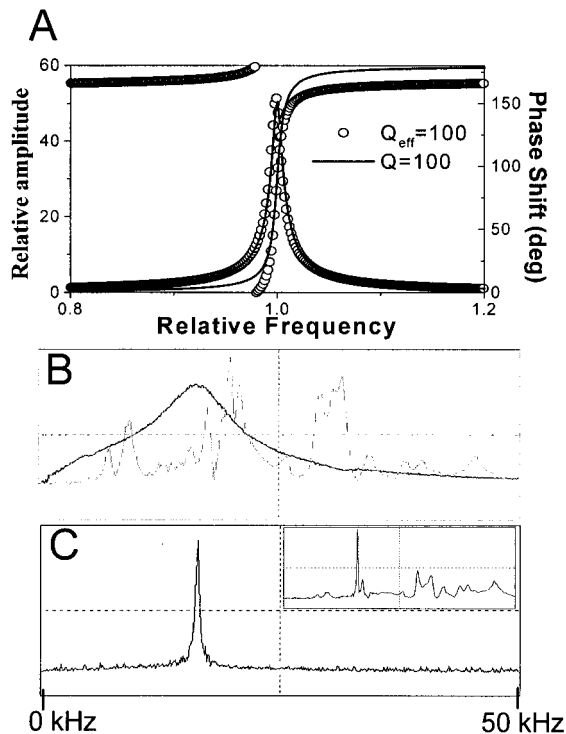 A
60
40
20
0
Relative amplitude
150
100
50
0
Phase Shift (deg)
Qeff=100
Q=100
0.8
1.0
1.2
Relative Frequency
B
C
0 kHz
50 kHz